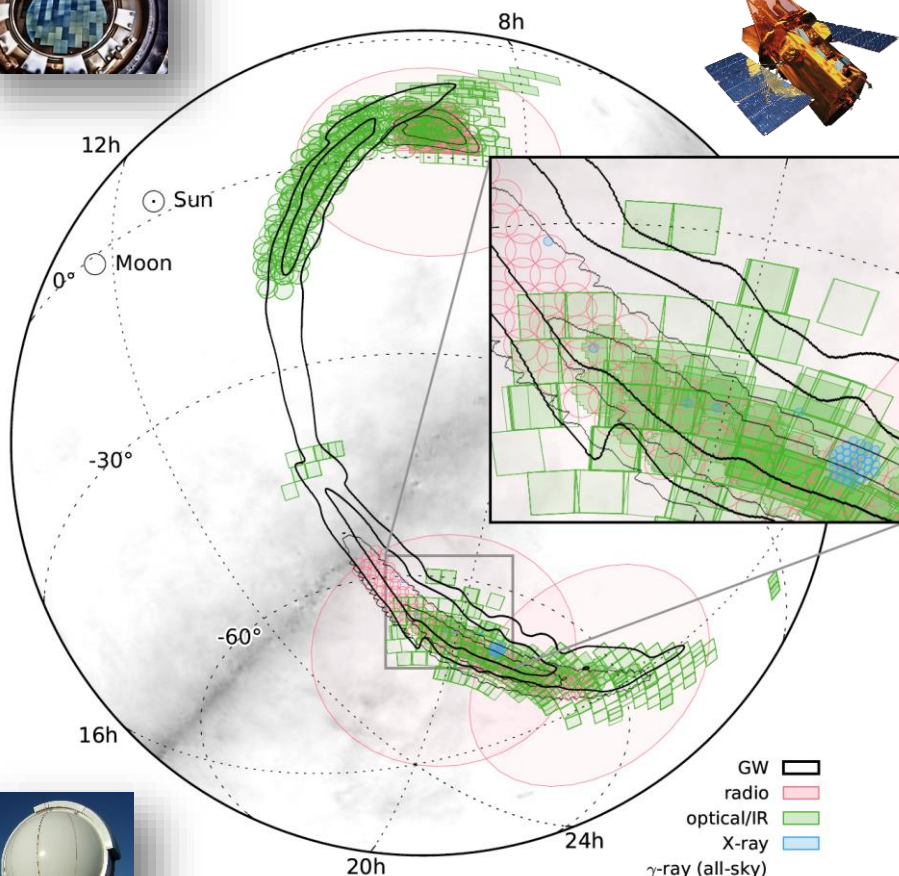 8h
12h
Sun
Moon
0°
-30°
-60°
16h
20h
24h
GW
radio
optical/IR
X-ray
γ-ray (all-sky)